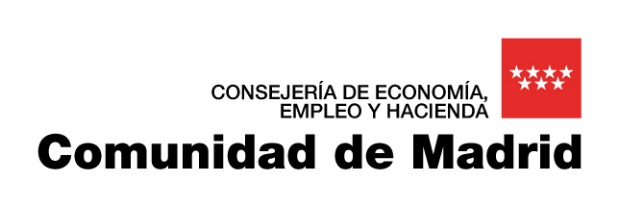 CONSEJERÍA DE ECONOMÍA,
EMPLEO Y HACIENDA
Comunidad de Madrid